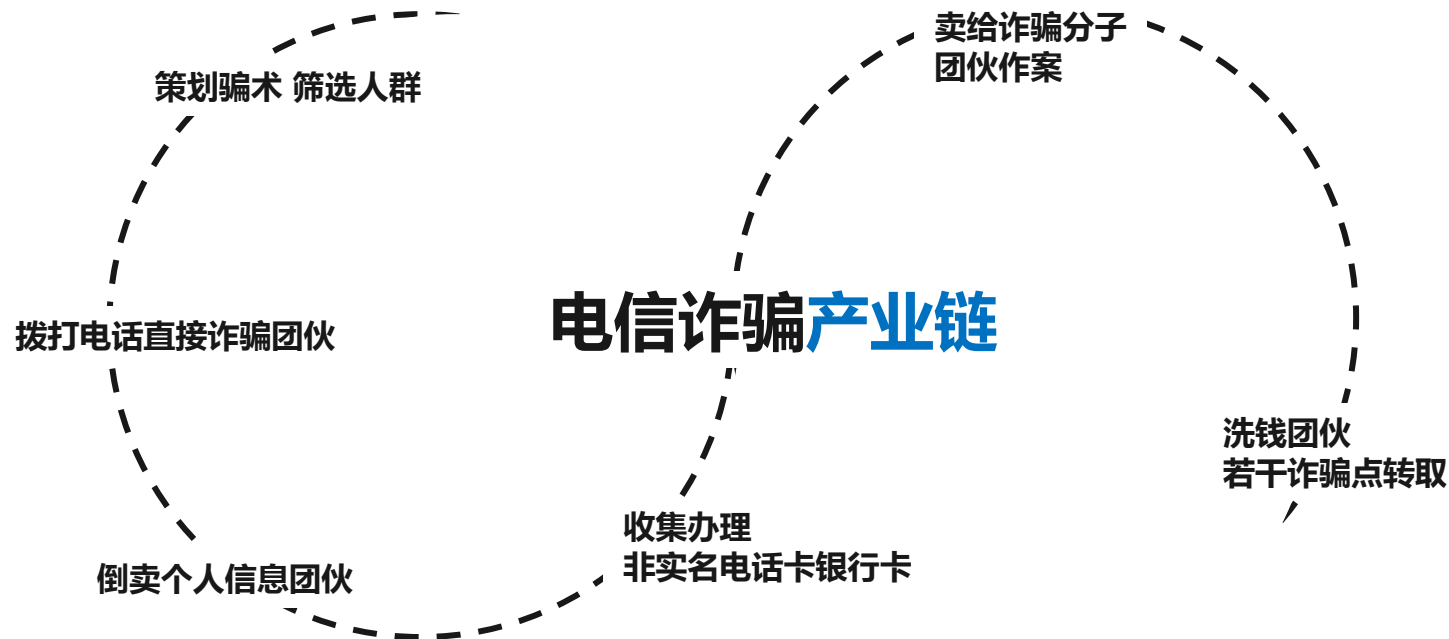 卖给诈骗分子
团伙作案
策划骗术 筛选人群
电信诈骗产业链
拨打电话直接诈骗团伙
洗钱团伙
若干诈骗点转取
收集办理
非实名电话卡银行卡
倒卖个人信息团伙